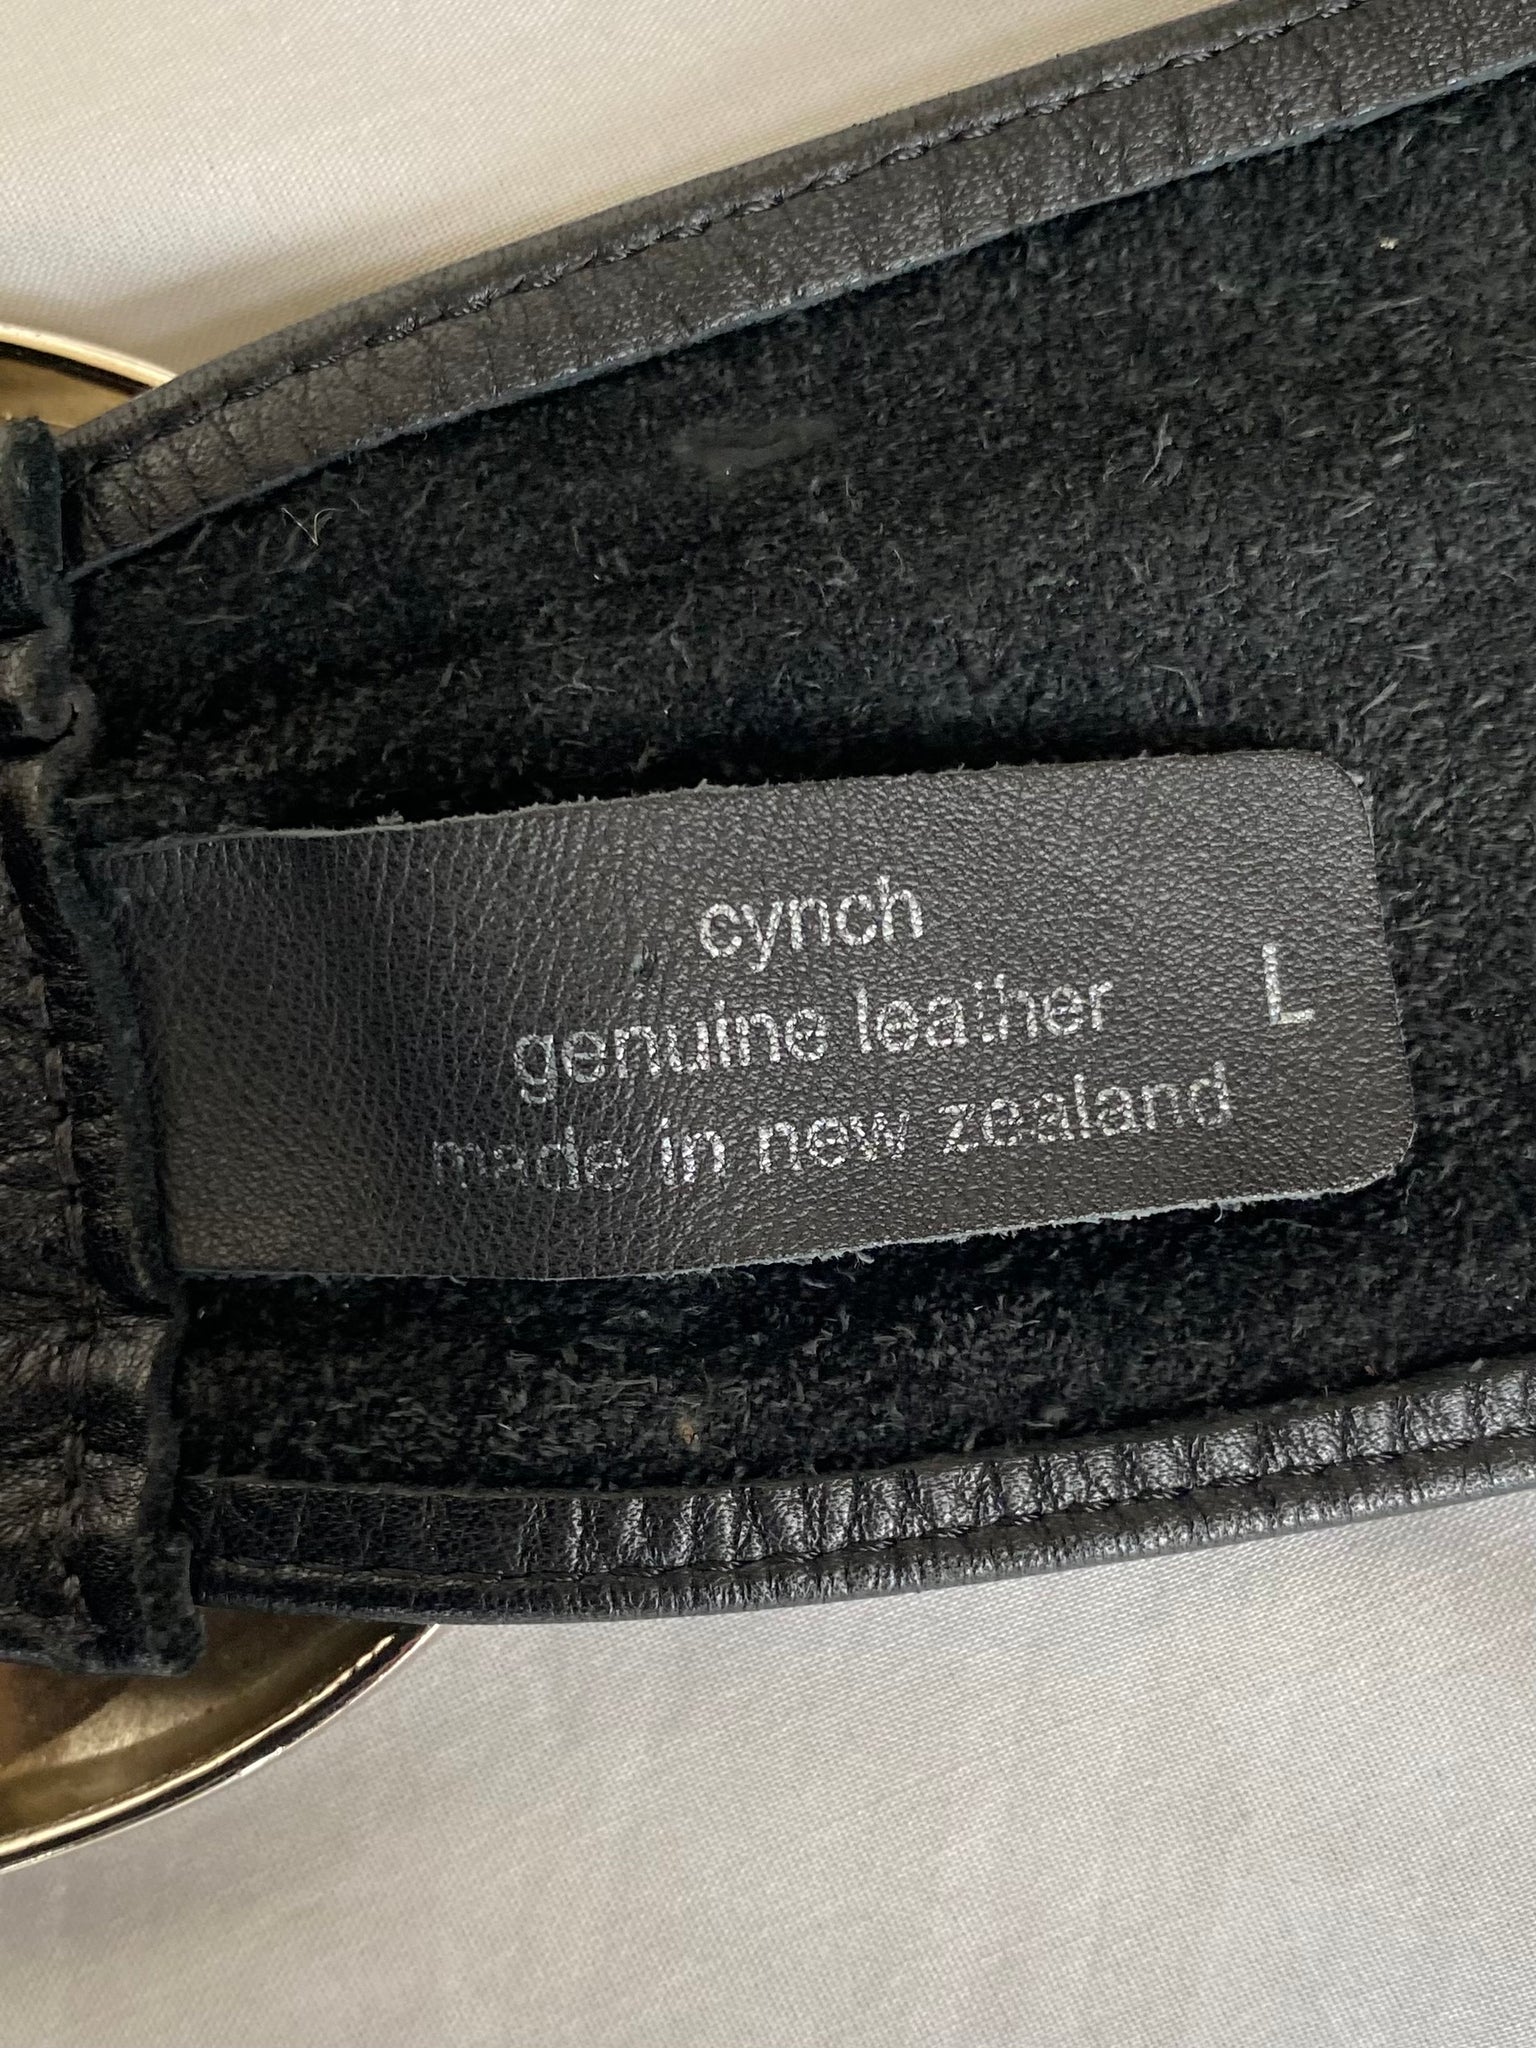 cynch
genuine leather
made in new zealand
L